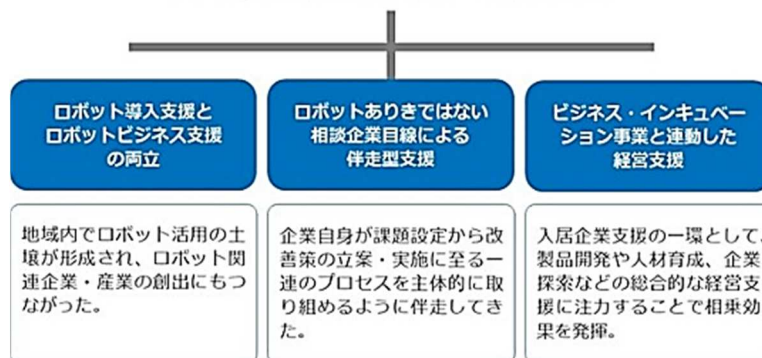 ロボット導入支援と
ロボットビジネス支援
の両立
ロボットありきではない
相談企業目線による
伴走型支援
ビジネス・インキュベー
ション事業と連動した
経営支援
地域内でロボット活用の土
壌が形成され、ロボット関
連企業・産業の創出にもつ
ながった。
企業自身が課題設定から改
善策の立案・実施に至る一
連のプロセスを主体的に取
り組めるように伴走してき
た。
入居企業支援の一環として、
製品開発や人材育成、企業
探索などの総合的な経営支
援に注力することで相乗効
果を発揮。